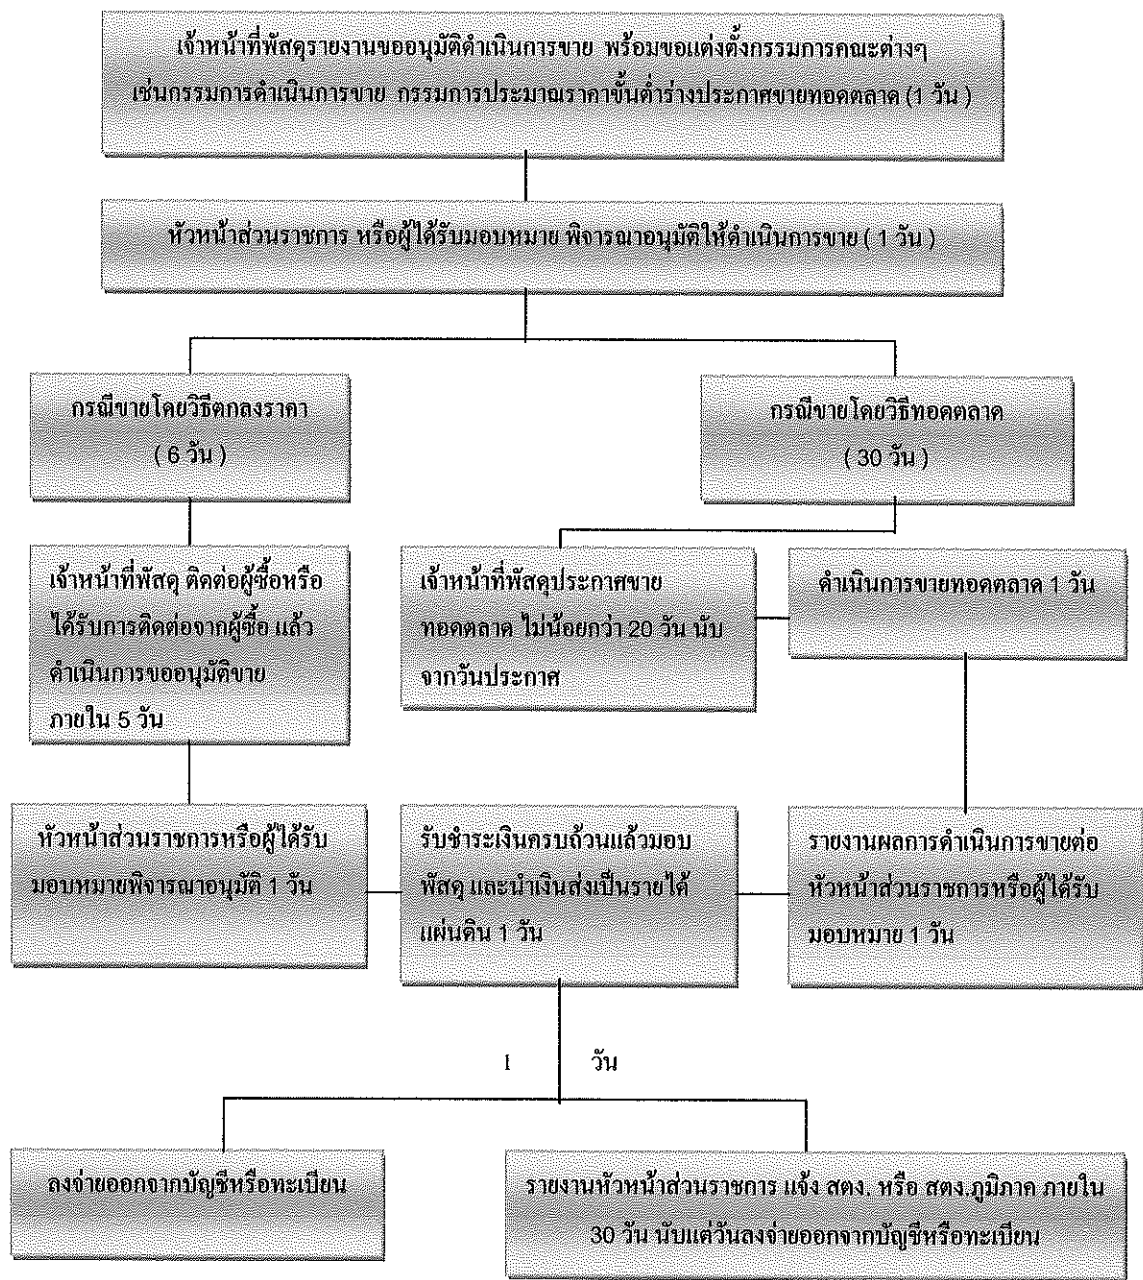 เจ้าหน้าที่พัสดุรายงานขออนุมัติดำเนินการขาย พร้อมขอแต่งตั้งกรรมการคณะต่างๆ
เช่นกรรมการดำเนินการขาย กรรมการประมาณราคาขั้นต่ำร่างประกาศขายทอดตลาด (1 วัน )
หัวหน้าส่วนราชการ หรือผู้ได้รับมอบหมาย พิจารณาอนุมัติให้ดำเนินการขาย ( 1 วัน )
กรณีขายโดยวิธีตกลงราคา
( 6 วัน )
กรณีขายโดยวิธีทอดตลาด
( 30 วัน )
เจ้าหน้าที่พัสดุ ติดต่อผู้ซื้อหรือ
ได้รับการติดต่อจากผู้ซื้อ แล้ว
ดำเนินการขออนุมัติขาย
ภายใน 5 วัน
เจ้าหน้าที่พัสดุประกาศขาย
ทอดตลาด ไม่น้อยกว่า 20 วัน นับ
จากวันประกาศ
ดำเนินการขายทอดตลาด 1 วัน
หัวหน้าส่วนราชการหรือผู้ได้รับ
มอบหมายพิจารณาอนุมัติ 1 วัน
รับชำระเงินครบถ้วนแล้วมอบ
พัสดุ และนำเงินส่งเป็นรายได้
แผ่นดิน 1 วัน
รายงานผลการดำเนินการขายต่อ
หัวหน้าส่วนราชการหรือผู้ได้รับ
มอบหมาย 1 วัน
1 วัน
ลงจ่ายออกจากบัญชีหรือทะเบียน
รายงานหัวหน้าส่วนราชการ แจ้ง สตง. หรือ สตง.ภูมิภาค ภายใน
30 วัน นับแต่วันลงจ่ายออกจากบัญชีหรือทะเบียน